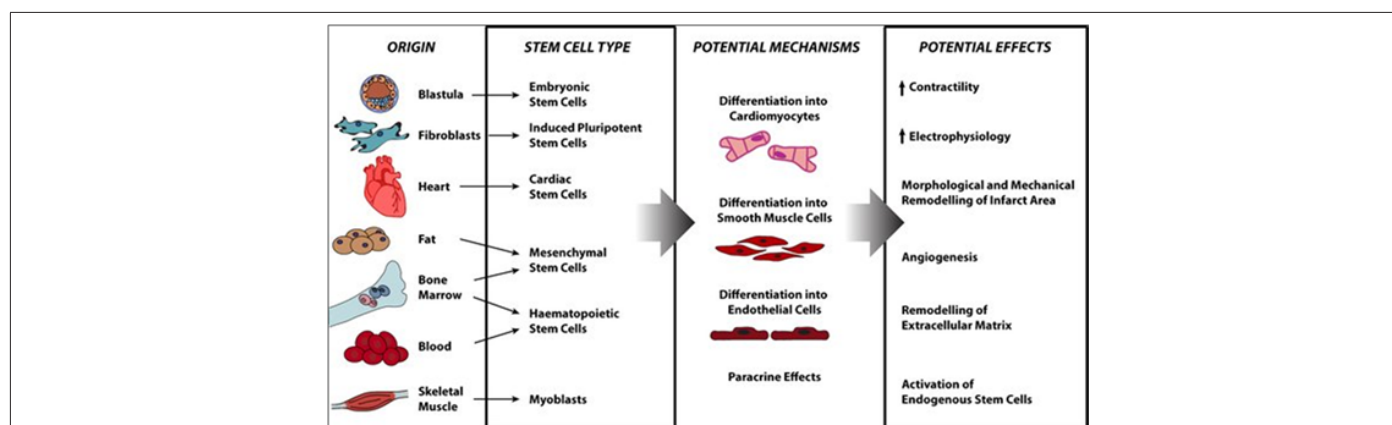 ORIGIN
Blastula
Fibroblasts
Heart
Fat
Bone
Marrow
Blood
Skeletal
Muscle
STEM CELL TYPE
Embryonic
Stem Cells
Induced Pluripotent
Stem Cells
Cardiac
Stem Cells
Mesenchymal
Stem Cells
Haematopoietic
Stem Cells
Myoblasts
POTENTIAL MECHANISMS
Differentiation into
Cardiomyocytes
Differentiation into
Smooth Muscle Cells
Differentiation into
Endothelial Cells
Paracrine Effects
POTENTIAL EFFECTS
Contractility
Electrophysiology
Morphological and Mechanical
Remodelling of Infarct Area
Angiogenesis
Remodelling of
Extracellular Matrix
Activation of
Endogenous Stem Cells